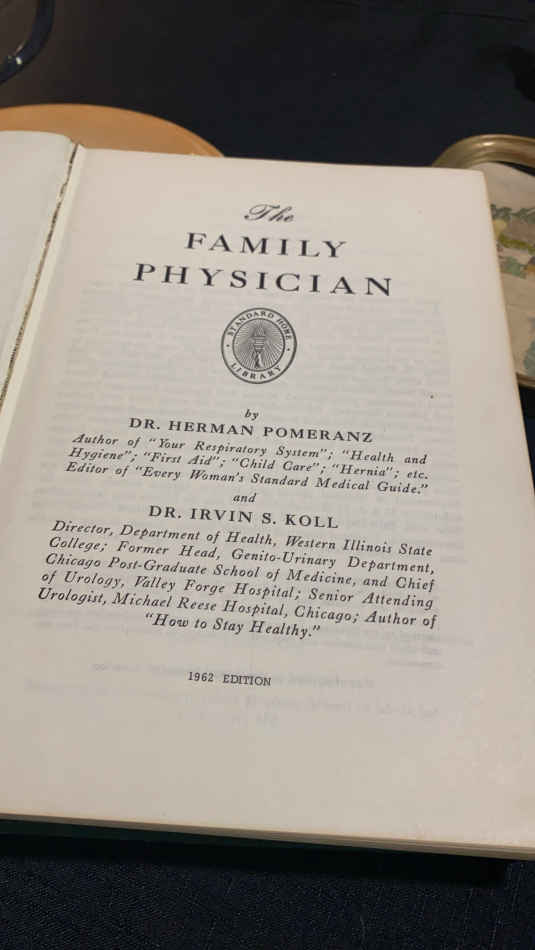 The
FAMILY
PHYSICIAN
STANDARD HOME
LIBRARY
by
DR. HERMAN POMERANZ
Author of "Your Respiratory System"; "Health and
Hygiene"; "First Aid"; "Child Care"; "Hernia"; etc.
Editor of "Every Woman's Standard Medical Guide."
and
DR. IRVIN S. KOLL
Director, Department of Health, Western Illinois State
College; Former Head, Genito-Urinary Department,
Chicago Post-Graduate School of Medicine, and Chief
of Urology, Valley Forge Hospital; Senior Attending
Urologist, Michael Reese Hospital, Chicago; Author of
"How to Stay Healthy."
1962 EDITION